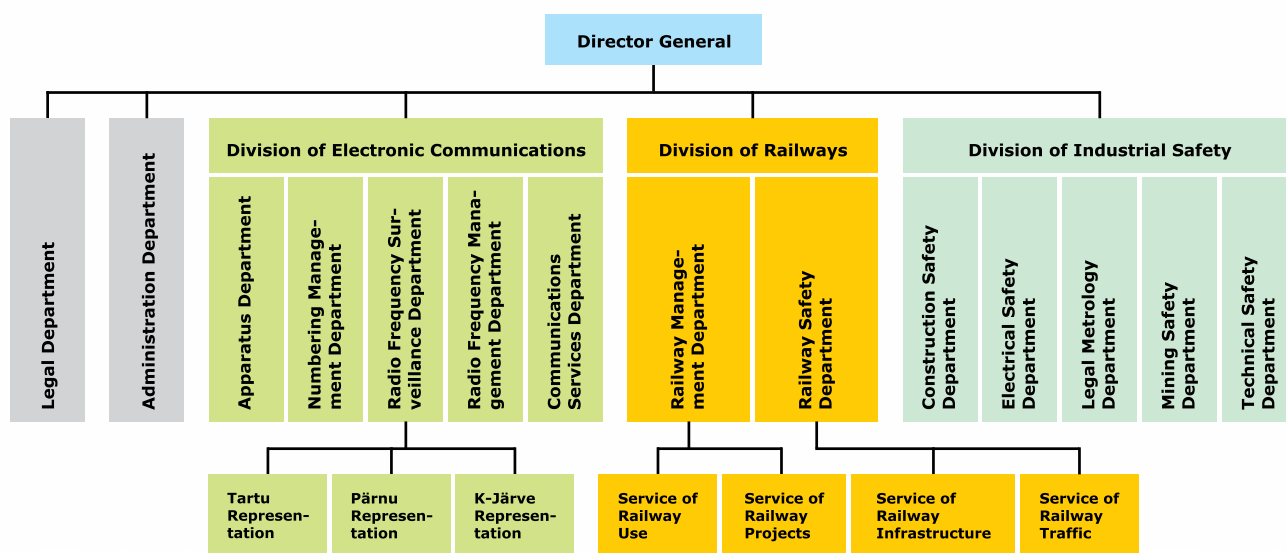 Director General
Legal Department
Administration Department
Division of Electronic Communications
Apparatus Department
Numbering Manage-
ment Department
Radio Frequency Sur-
veillance Department
Radio Frequency Mana-
gement Department
Communications
Services Department
Division of Railways
Railway Manage-
ment Department
Railway Safety
Department
Division of Industrial Safety
Construction Safety
Department
Electrical Safety
Department
Legal Metrology
Department
Mining Safety
Department
Technical Safety
Department
Tartu
Represen-
tation
Pärnu
Represen-
tation
K-Järve
Represen-
tation
Service of
Railway
Use
Service of
Railway
Projects
Service of
Railway
Infrastructure
Service of
Railway
Traffic